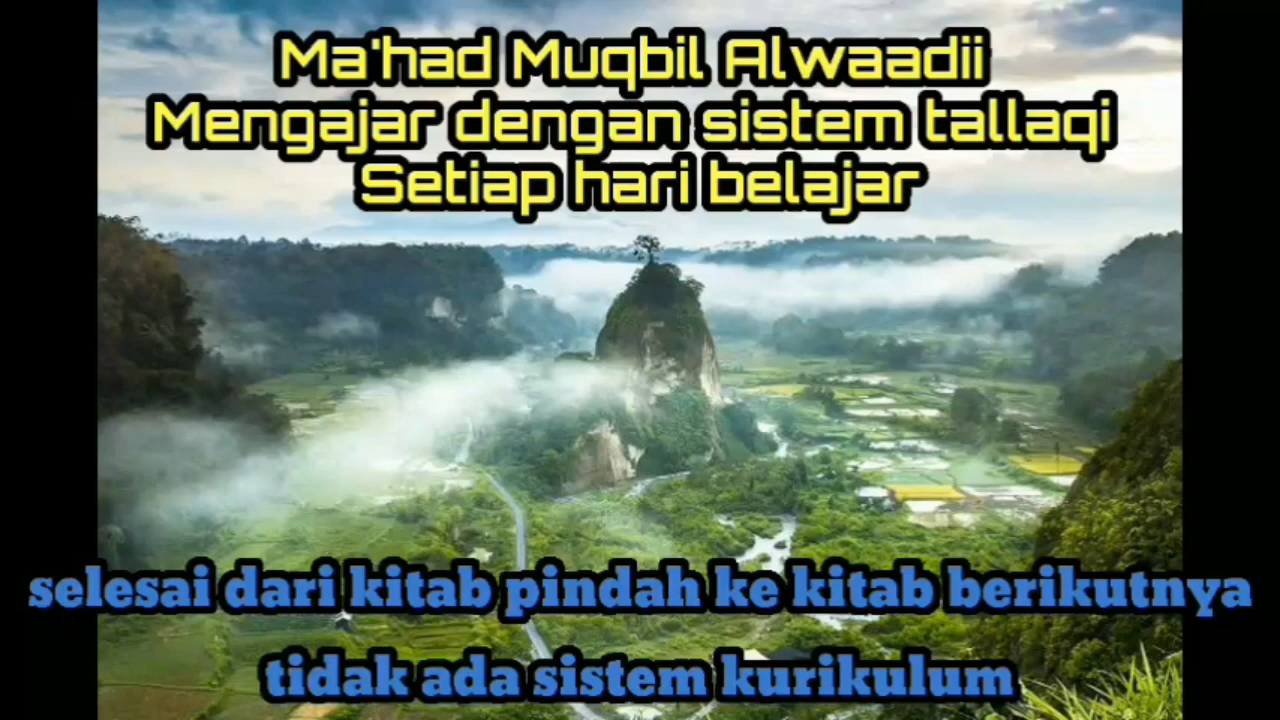 Ma'had Muqbil Alwaadii
Mengajar dengan sistem tallaqi
Setiap hari belajar
selesai dari kitab pindah ke kitab berikutnya
tidak ada sistem kurikulum